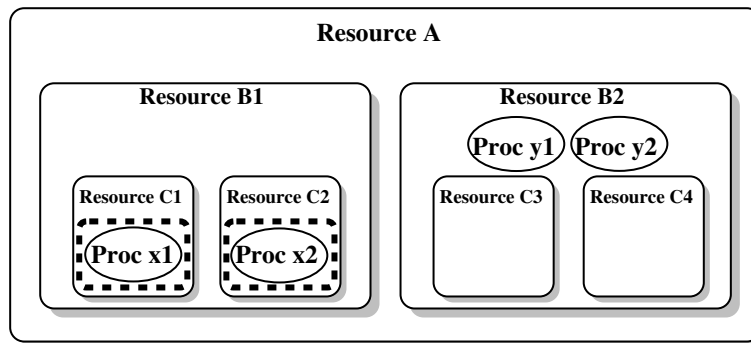 Resource A
Resource B1
Resource B2
Proc y1
Proc y2
Resource C1
Resource C2
Resource C3
Resource C4
Proc x1
Proc x2